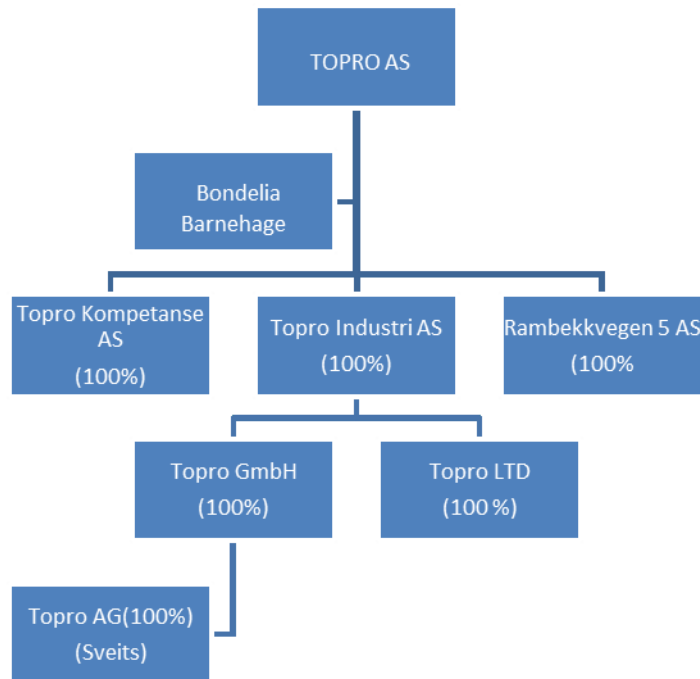 TOPRO AS
Bondelia
Barnehage
Topro Kompetanse
AS
(100%)
Topro Industri AS
(100%)
Rambekkvegen 5 AS
(100%
Topro GmbH
(100%)
Topro LTD
(100 %)
Topro AG(100%)
(Sveits)